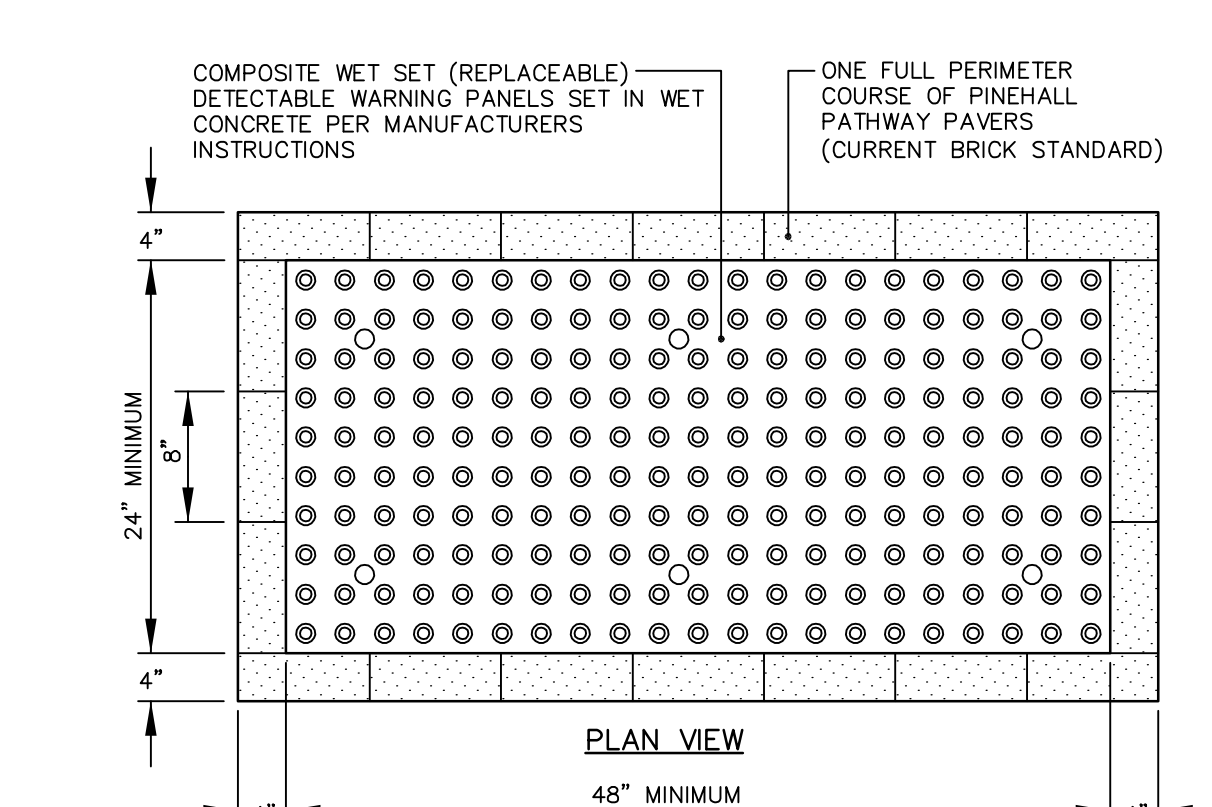 COMPOSITE WET SET (REPLACEABLE)
DETECTABLE WARNING PANELS SET IN WET
CONCRETE PER MANUFACTURERS
INSTRUCTIONS
ONE FULL PERIMETER
COURSE OF PINEHALL
PATHWAY PAVERS
(CURRENT BRICK STANDARD)
4"
24" MINIMUM
8"
4"
PLAN VIEW
48" MINIMUM